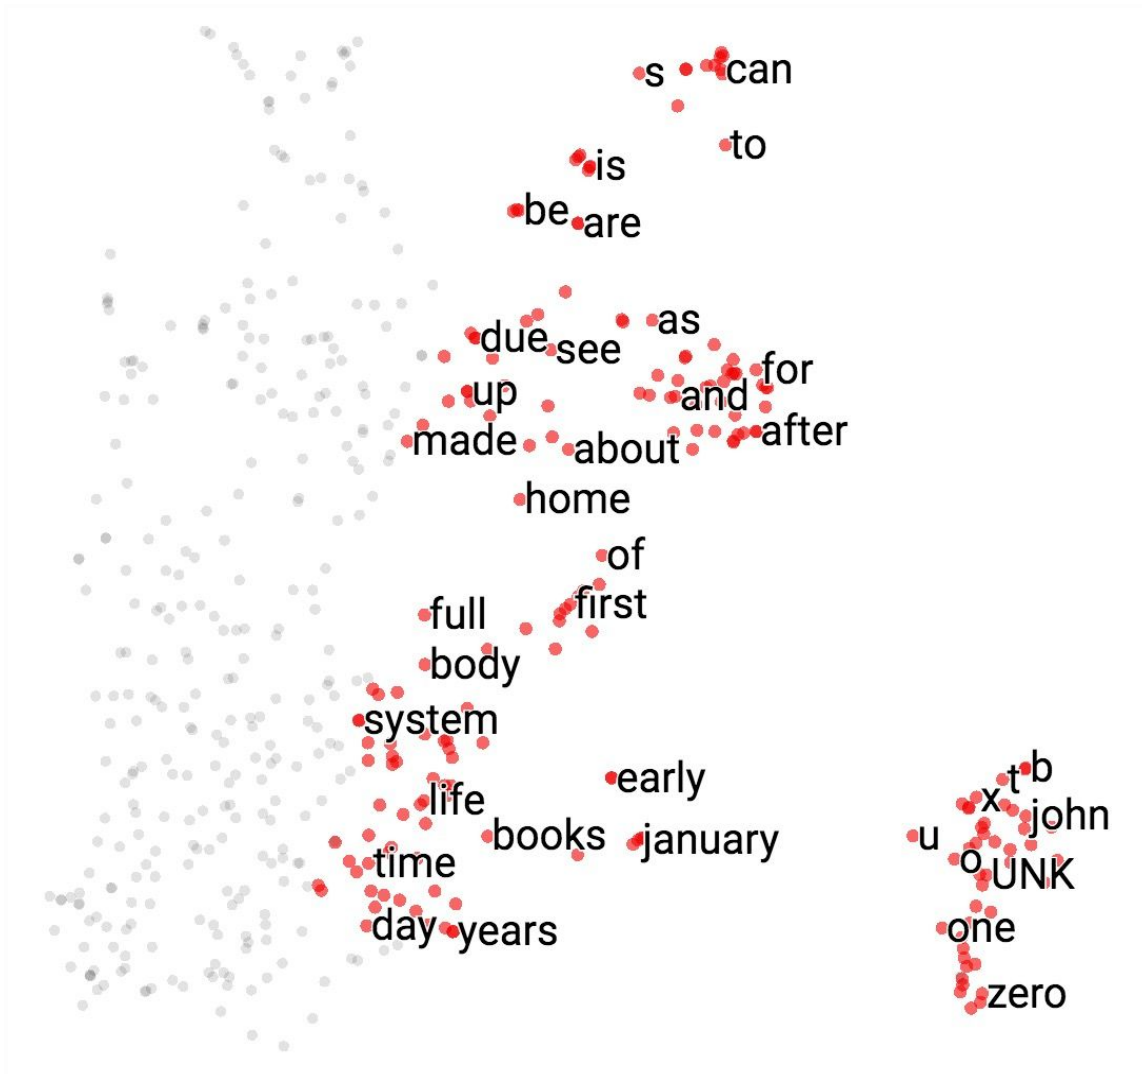 s can
to
is
be are
as
due see
for
up and
made about after
home
of
first
full
body
system
early
b
t
x
life
john
books january u
o
time UNK
day years one
zero